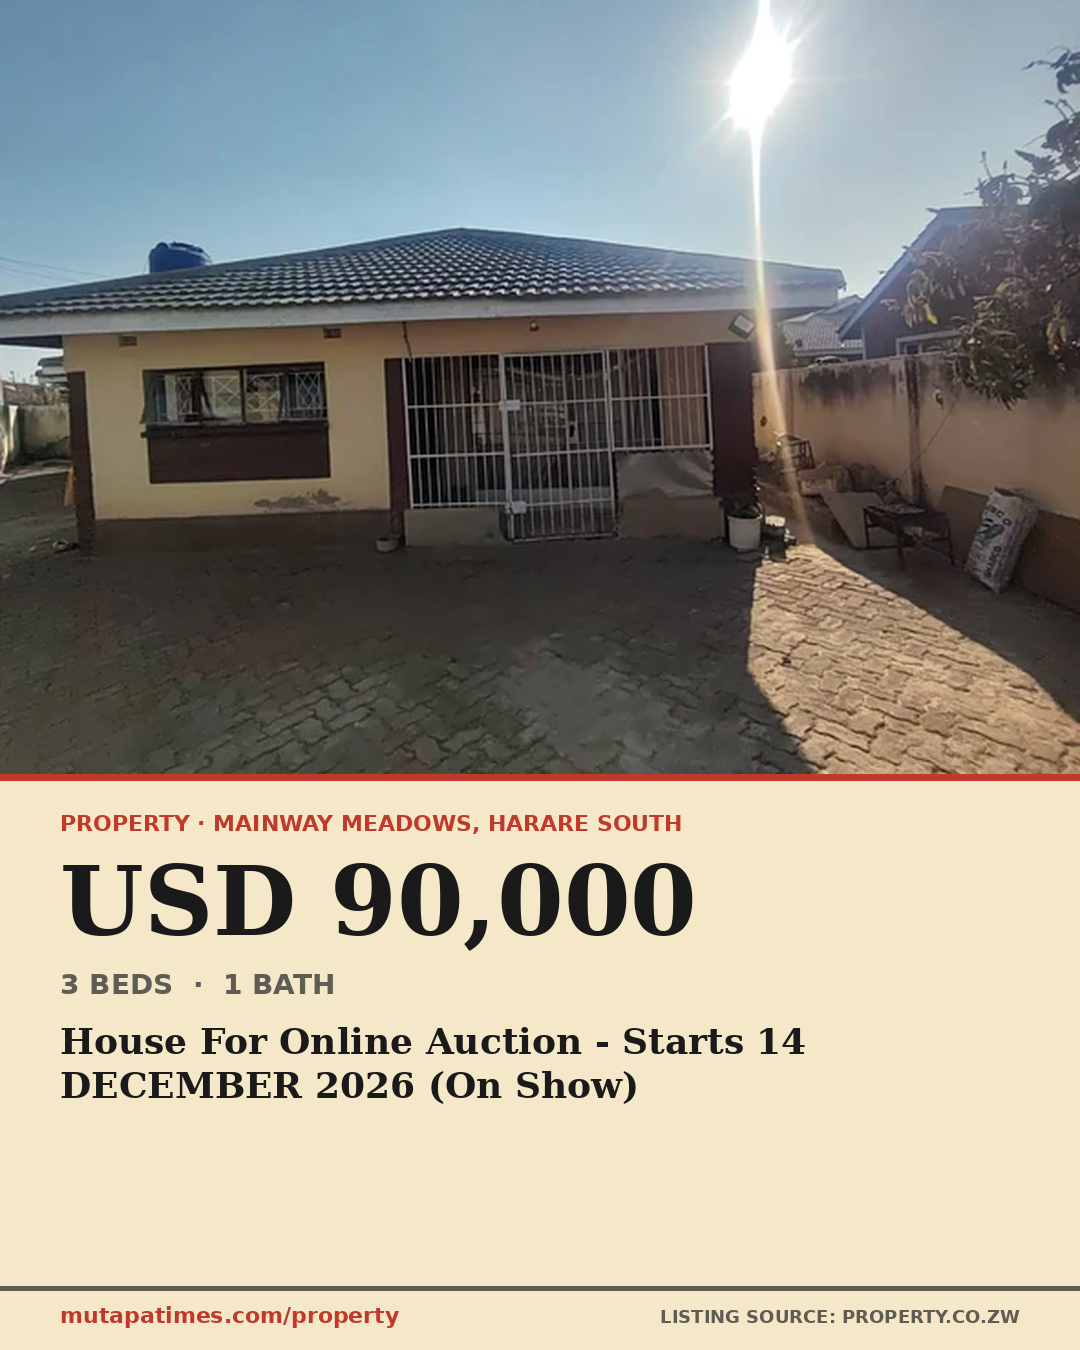 PROPERTY · MAINWAY MEADOWS, HARARE SOUTH
USD 90,000
3 BEDS · 1 BATH
House For Online Auction - Starts 14
DECEMBER 2026 (On Show)
mutapatimes.com/property
LISTING SOURCE: PROPERTY.CO.ZW